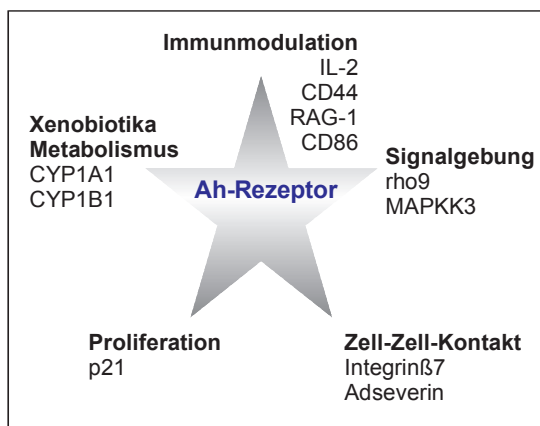 Immunmodulation
IL-2
CD44
RAG-1
CD86
Xenobiotika
Metabolismus
CYP1A1
CYP1B1
Ah-Rezeptor
Signalgebung
rho9
MAPKK3
Proliferation
p21
Zell-Zell-Kontakt
Integrinß7
Adseverin